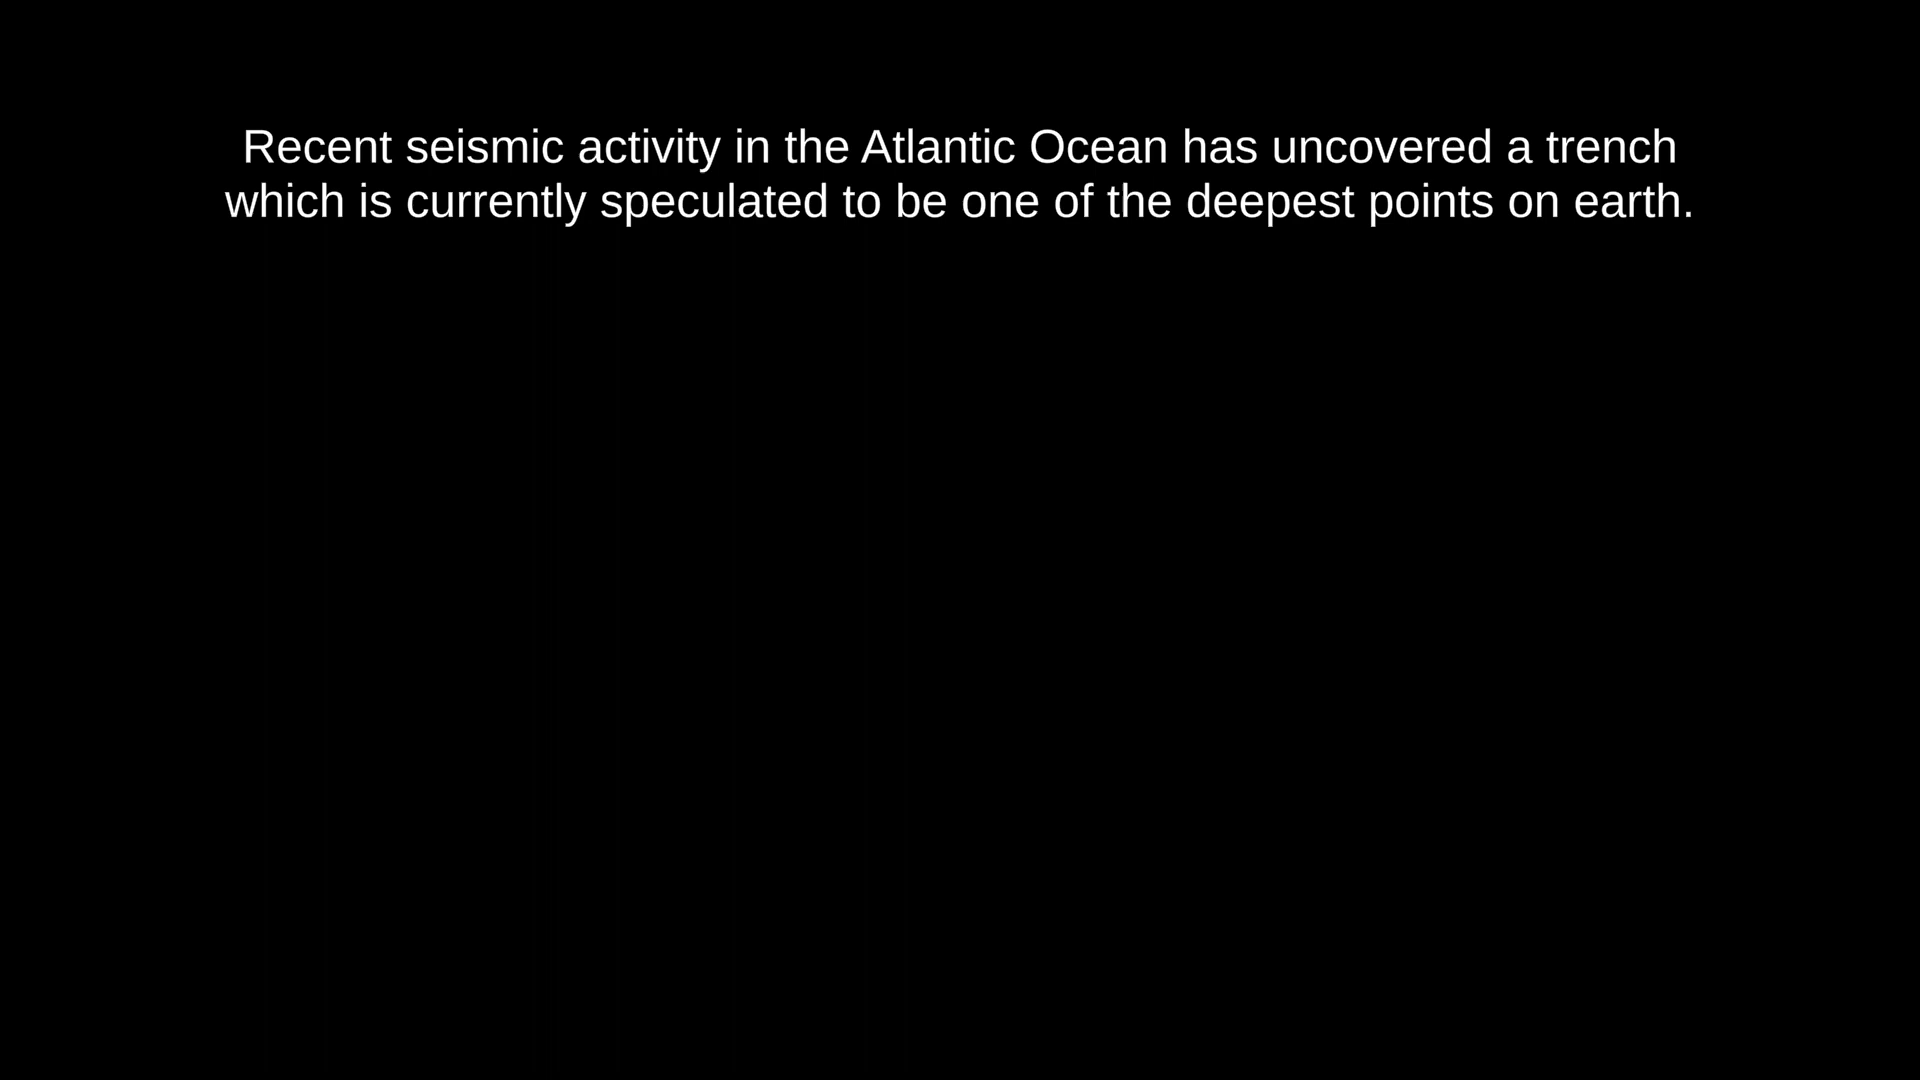 Recent seismic activity in the Atlantic Ocean has uncovered a trench
which is currently speculated to be one of the deepest points on earth.